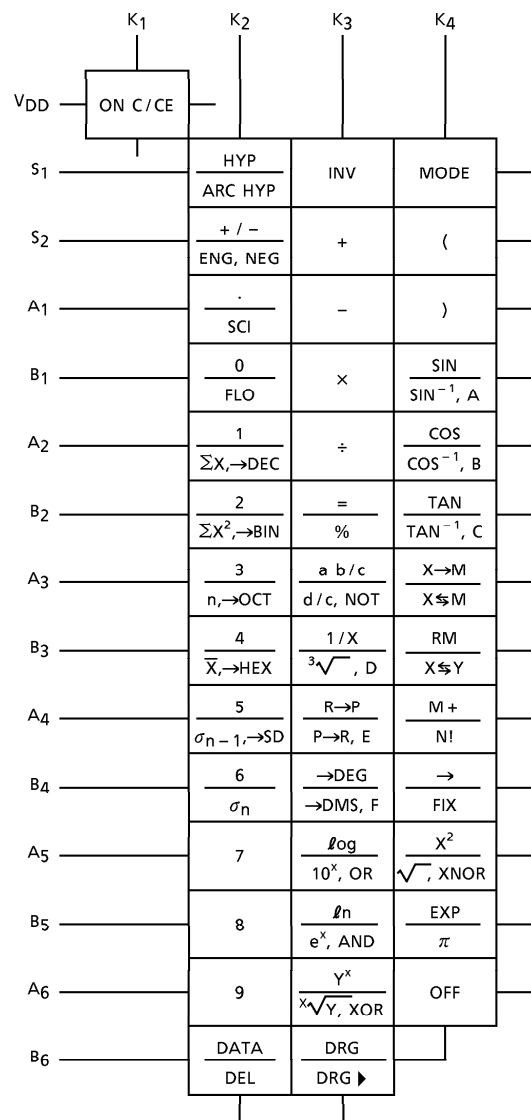 K1 K2 K3 K4
VDD ON C/CE
S1 HYP INV MODE
ARC HYP
S2 + / – + (
ENG, NEG
A1 · – )
SCI
B1 0 × SIN
FLO SIN⁻¹, A
A2 1 ÷ COS
ΣX,→DEC COS⁻¹, B
B2 2 = TAN
ΣX²,→BIN % TAN⁻¹, C
A3 3 a b/c X→M
n,→OCT d/c, NOT X⇆M
B3 4 1/X RM
X̅,→HEX ³√ , D X⇆Y
A4 5 R→P M+
σn–1,→SD P→R, E N!
B4 6 →DEG →
σn →DMS, F FIX
A5 7 ℓog X²
10ˣ, OR √ , XNOR
B5 8 ℓn EXP
eˣ, AND π
A6 9 Yˣ OFF
ˣ√Y, XOR
B6 DATA DRG
DEL DRG ▶